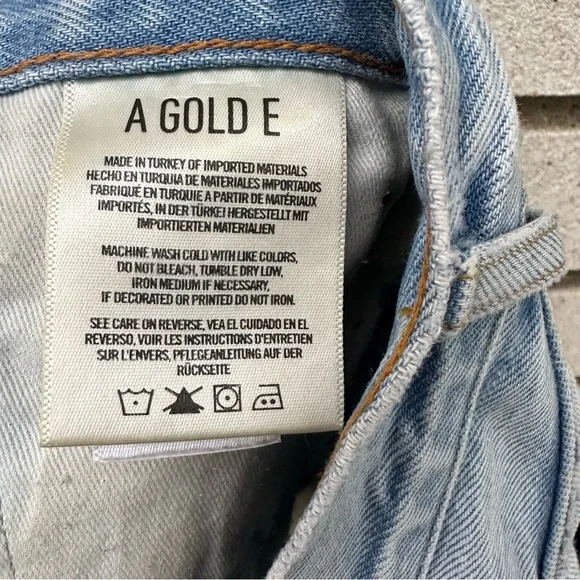 A GOLD E
MADE IN TURKEY OF IMPORTED MATERIALS
HECHO EN TURQUIA DE MATERIALES IMPORTADOS
FABRIQUÉ EN TURQUIE A PARTIR DE MATÉRIAUX
IMPORTÉS, IN DER TÜRKEI HERGESTELLT MIT
IMPORTIERTEN MATERIALIEN
MACHINE WASH COLD WITH LIKE COLORS,
DO NOT BLEACH, TUMBLE DRY LOW,
IRON MEDIUM IF NECESSARY,
IF DECORATED OR PRINTED DO NOT IRON.
SEE CARE ON REVERSE, VEA EL CUIDADO EN EL
REVERSO, VOIR LES INSTRUCTIONS D'ENTRETIEN
SUR L'ENVERS, PFLEGEANLEITUNG AUF DER
RÜCKSEITE